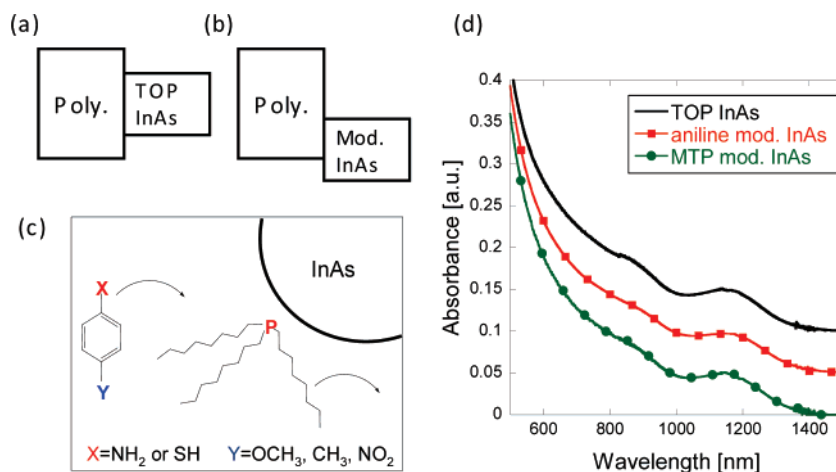 (a)
Poly.
TOP
InAs
(b)
Poly.
Mod.
InAs
(c)
InAs
X
Y
P
X=NH₂ or SH Y=OCH₃, CH₃, NO₂
(d)
0.4
0.35
0.3
0.25
0.2
0.15
0.1
0.05
0
Absorbance [a.u.]
TOP InAs
aniline mod. InAs
MTP mod. InAs
600 800 1000 1200 1400
Wavelength [nm]